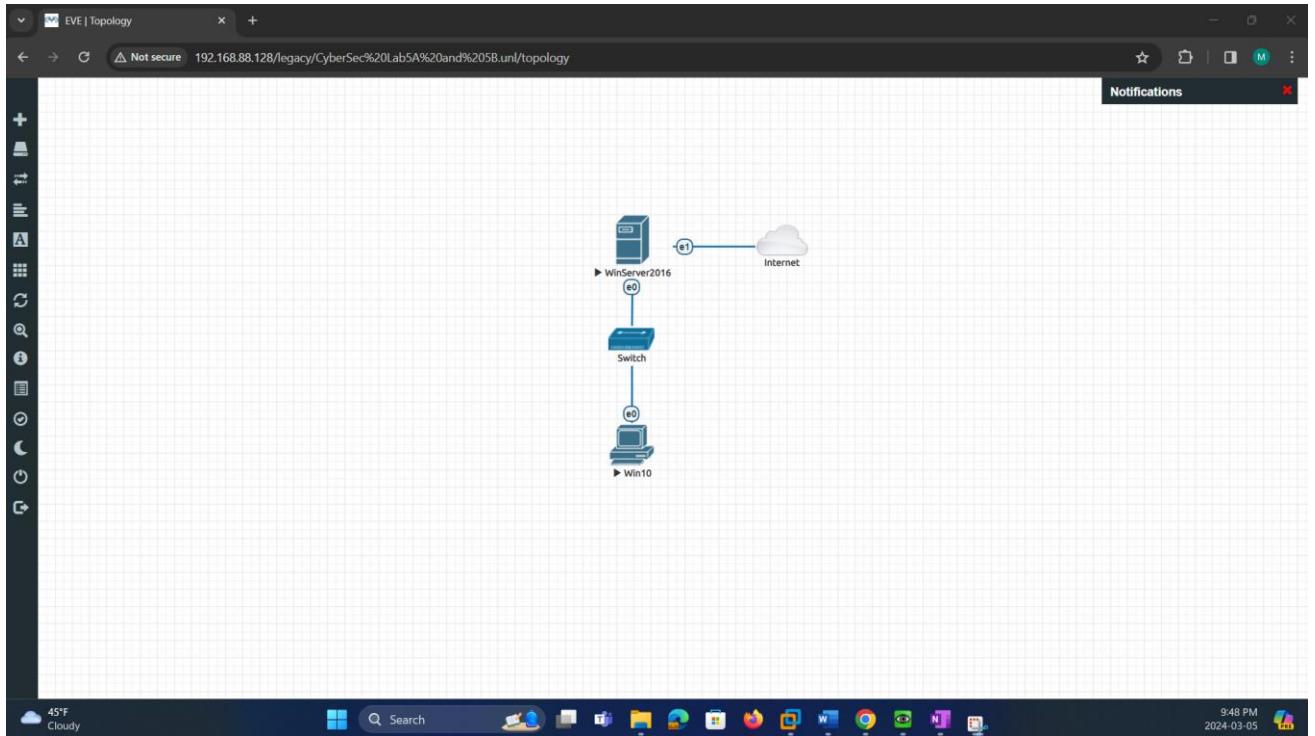 EVE | Topology
Not secure 192.168.88.128/legacy/CyberSec%20Lab5A%20and%205B.unl/topology
M
Notifications
A
WinServer2016
e1
Internet
e0
Switch
e0
Win10
45°F
Cloudy
Search
9:48 PM
2024-03-05